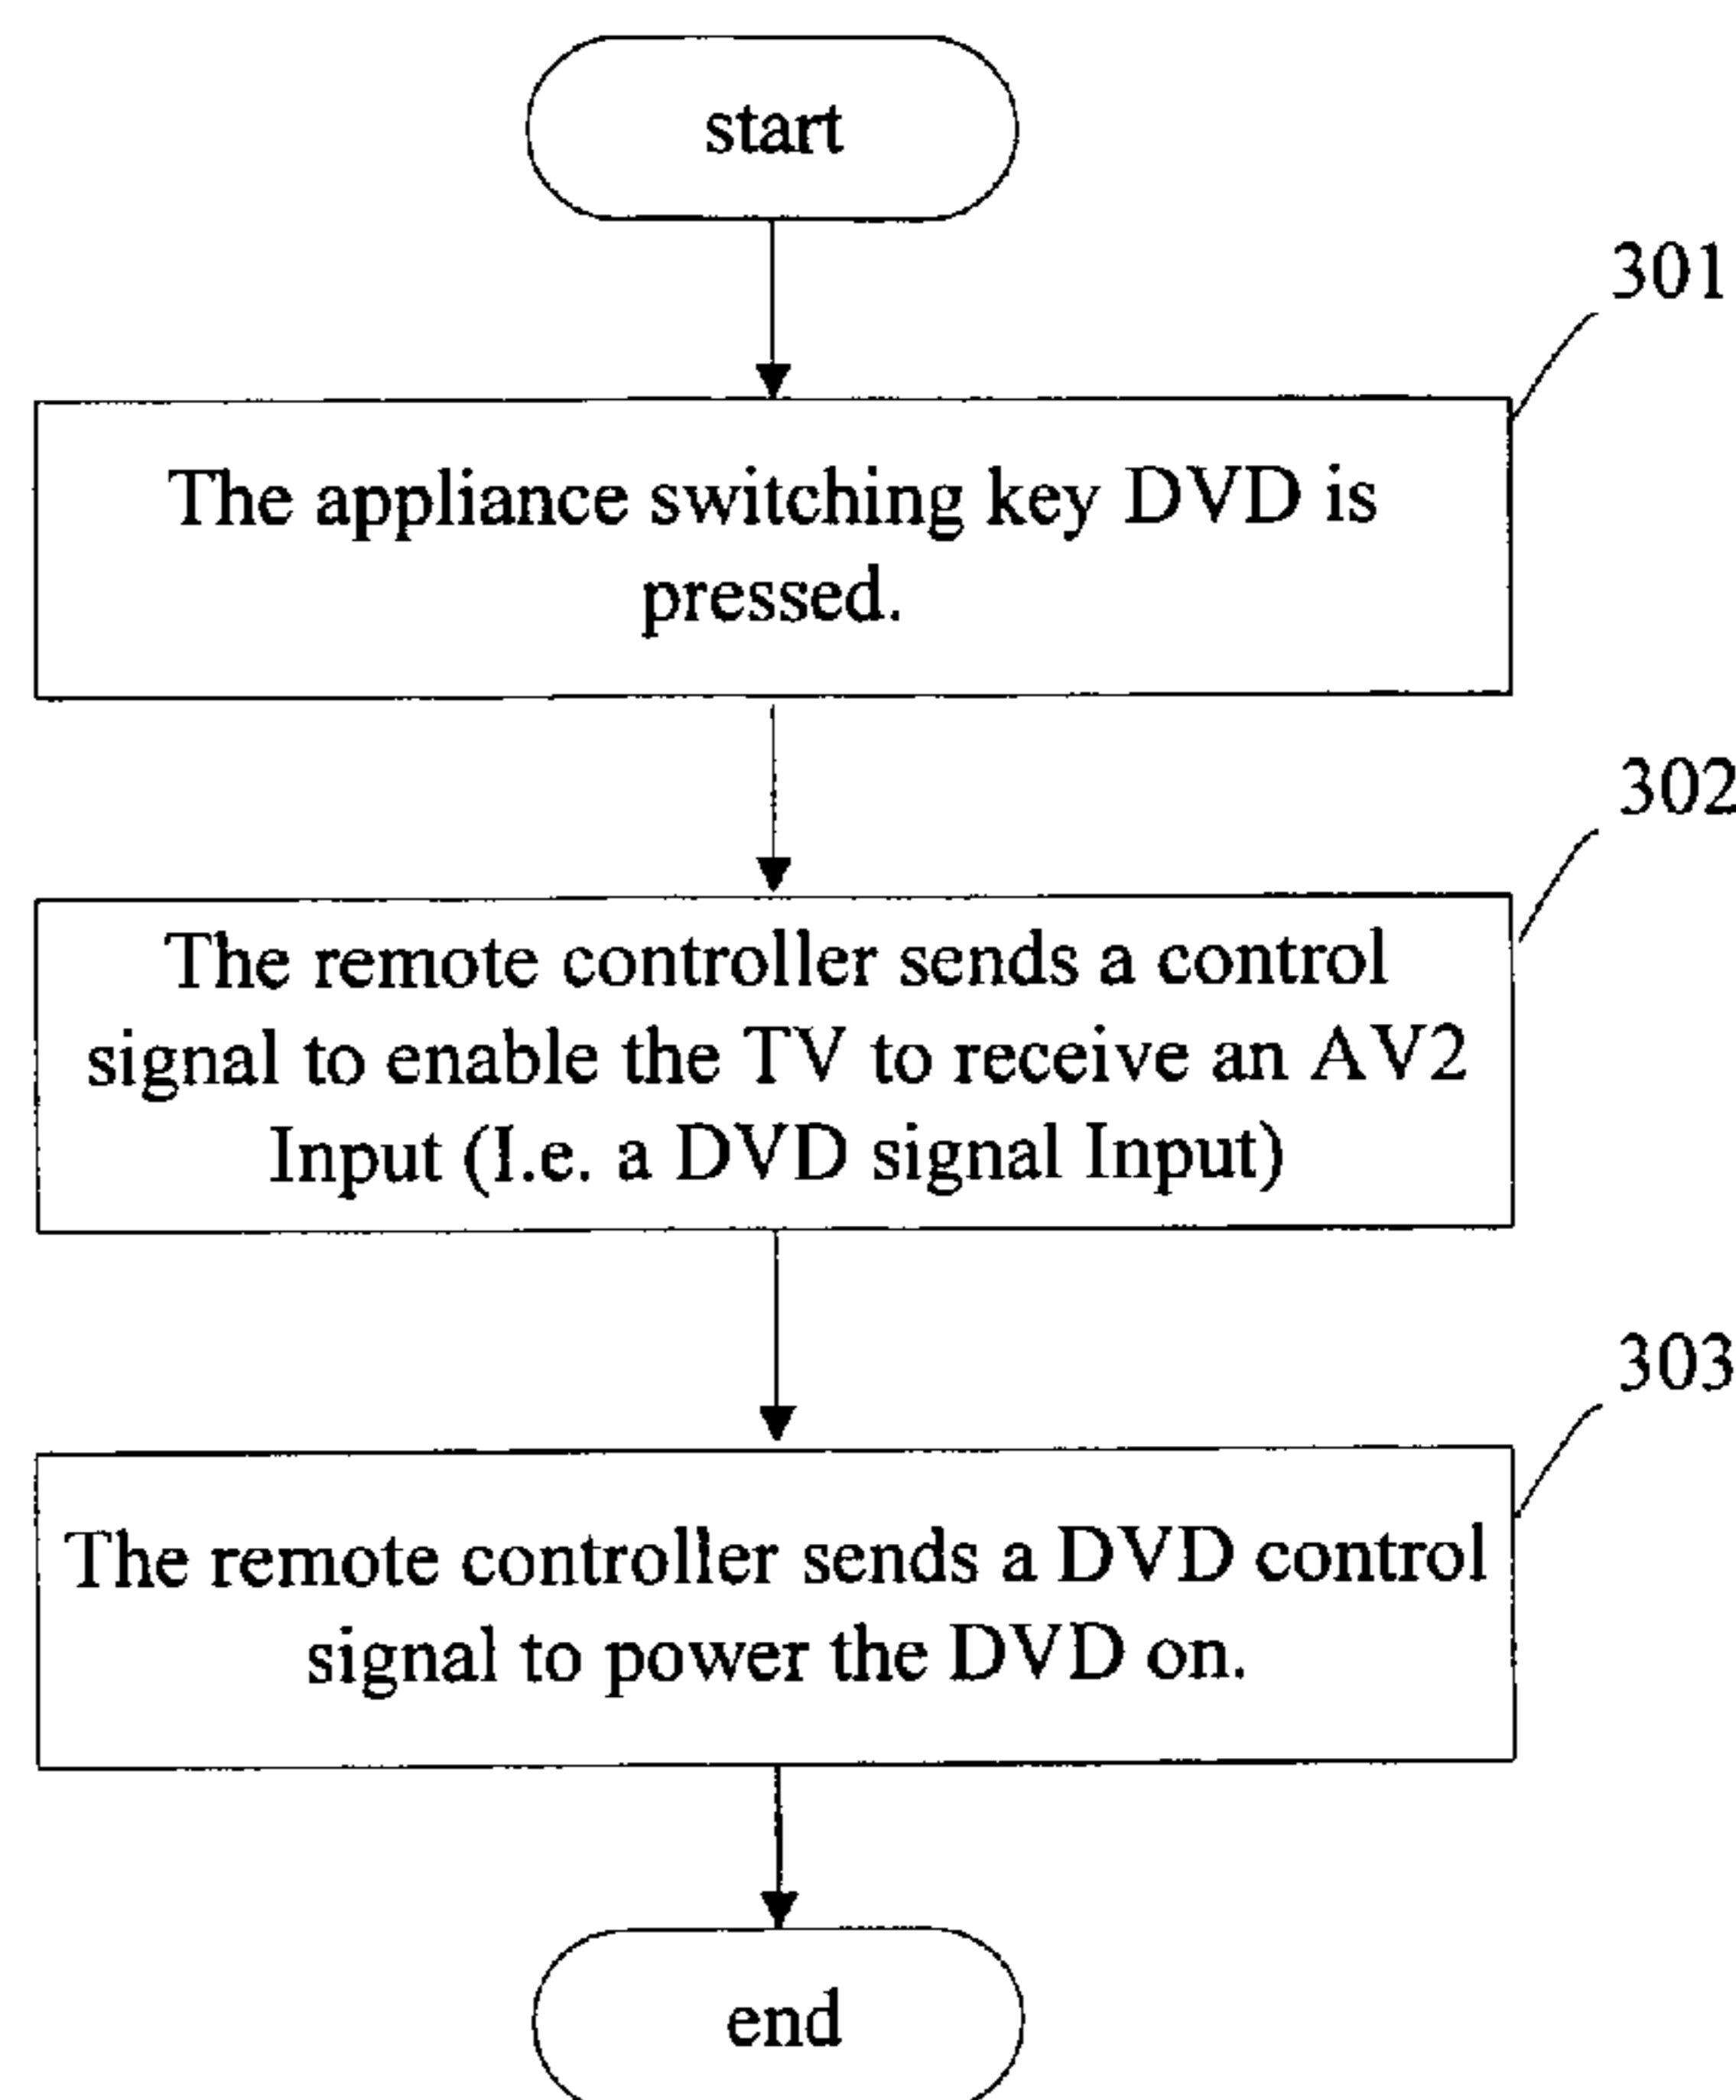 start
301
The appliance switching key DVD is
pressed.
302
The remote controller sends a control
signal to enable the TV to receive an AV2
Input (I.e. a DVD signal Input)
303
The remote controller sends a DVD control
signal to power the DVD on.
end